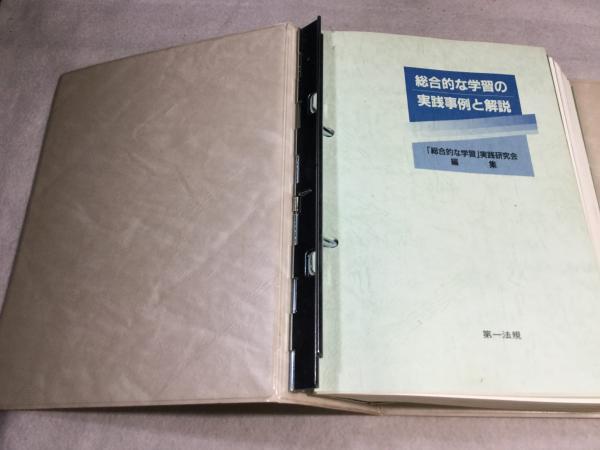 総合的な学習の
実践事例と解説
「総合的な学習」実践研究会
編 集
第一法規